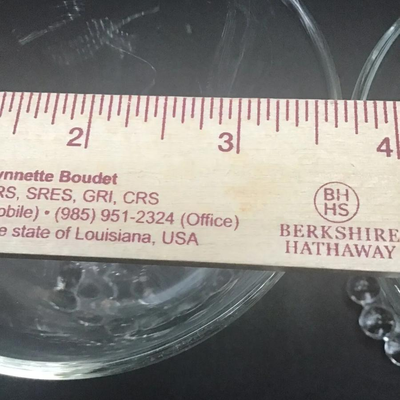 2 3 4
ynnette Boudet
RS, SRES, GRI, CRS
obile) • (985) 951-2324 (Office)
e state of Louisiana, USA
BH
HS
BERKSHIRE
HATHAWAY